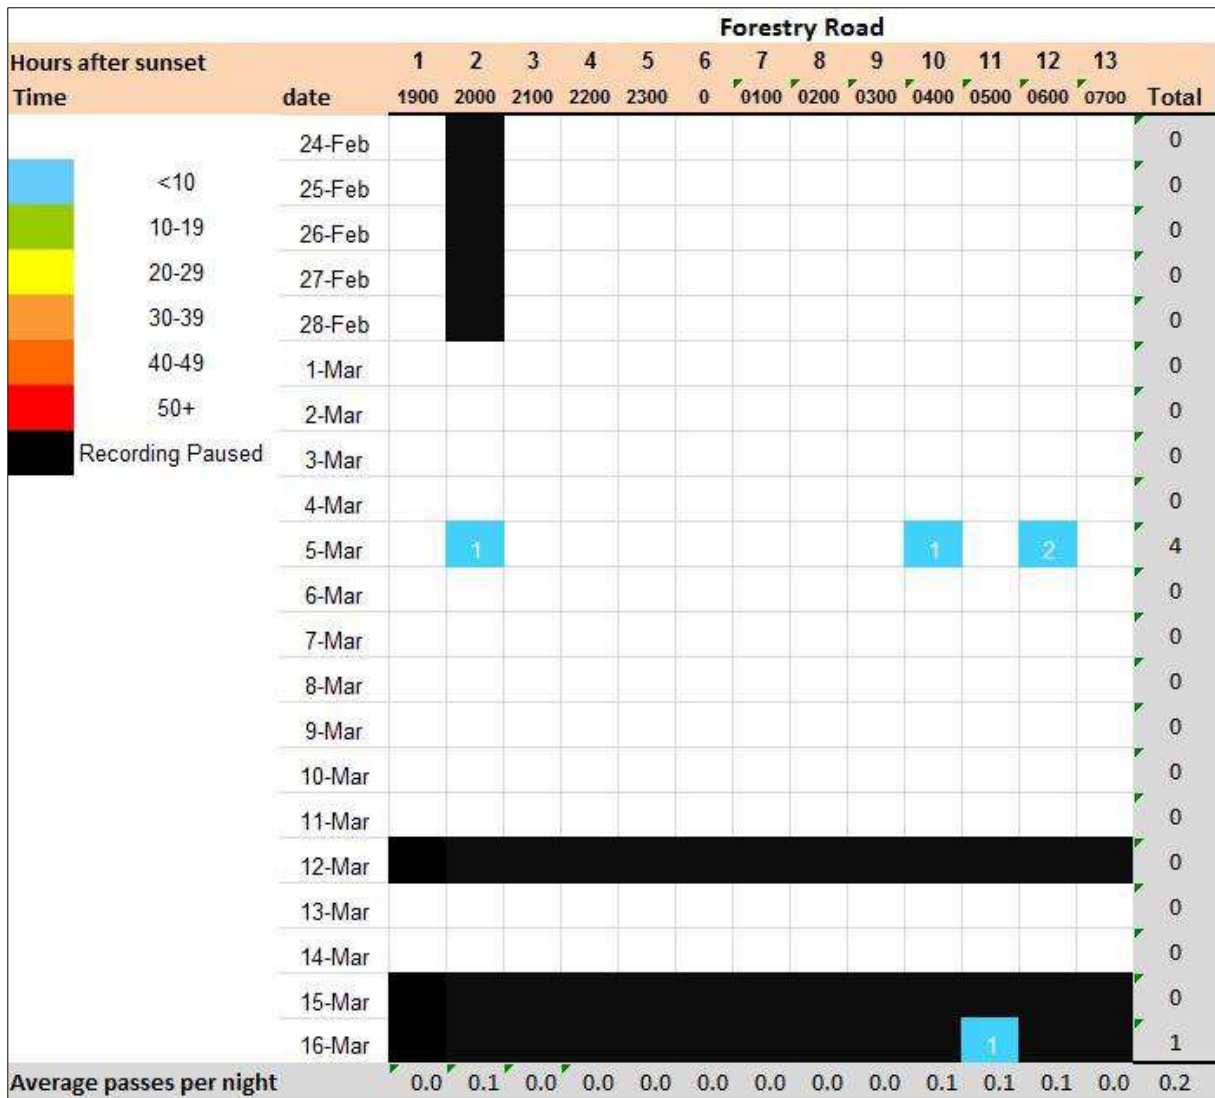 Forestry Road
Hours after sunset 1 2 3 4 5 6 7 8 9 10 11 12 13
Time date 1900 2000 2100 2200 2300 0 0100 0200 0300 0400 0500 0600 0700 Total
24-Feb 0
<10 25-Feb 0
10-19 26-Feb 0
20-29 27-Feb 0
30-39 28-Feb 0
40-49 1-Mar 0
50+ 2-Mar 0
Recording Paused 3-Mar 0
4-Mar 0
5-Mar 1 1 2 4
6-Mar 0
7-Mar 0
8-Mar 0
9-Mar 0
10-Mar 0
11-Mar 0
12-Mar 0
13-Mar 0
14-Mar 0
15-Mar 0
16-Mar 1 1
Average passes per night 0.0 0.1 0.0 0.0 0.0 0.0 0.0 0.0 0.0 0.1 0.1 0.1 0.0 0.2